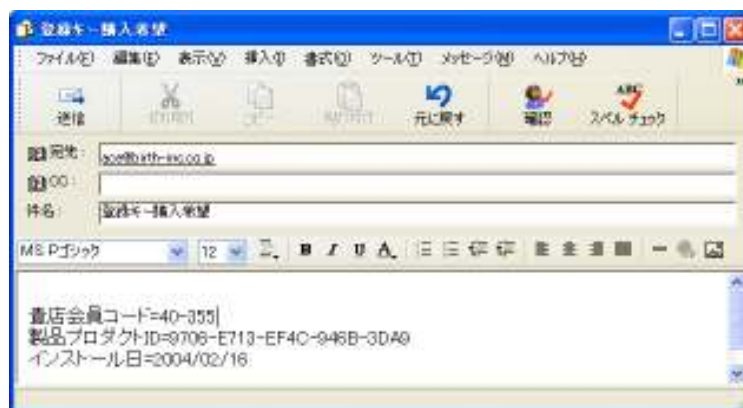 登録キー購入希望
ファイル(F) 編集(E) 表示(V) 挿入(I) 書式(O) ツール(T) メッセージ(M) ヘルプ(H)
送信 元に戻す 確認 スペル チェック
宛先:
CC:
件名: 登録キー購入希望
MS Pゴシック 12 B I U A
貴店会員コード=40-355
製品プロダクトID=9706-E713-EF4C-946B-3DA9
インストール日=2004/02/16